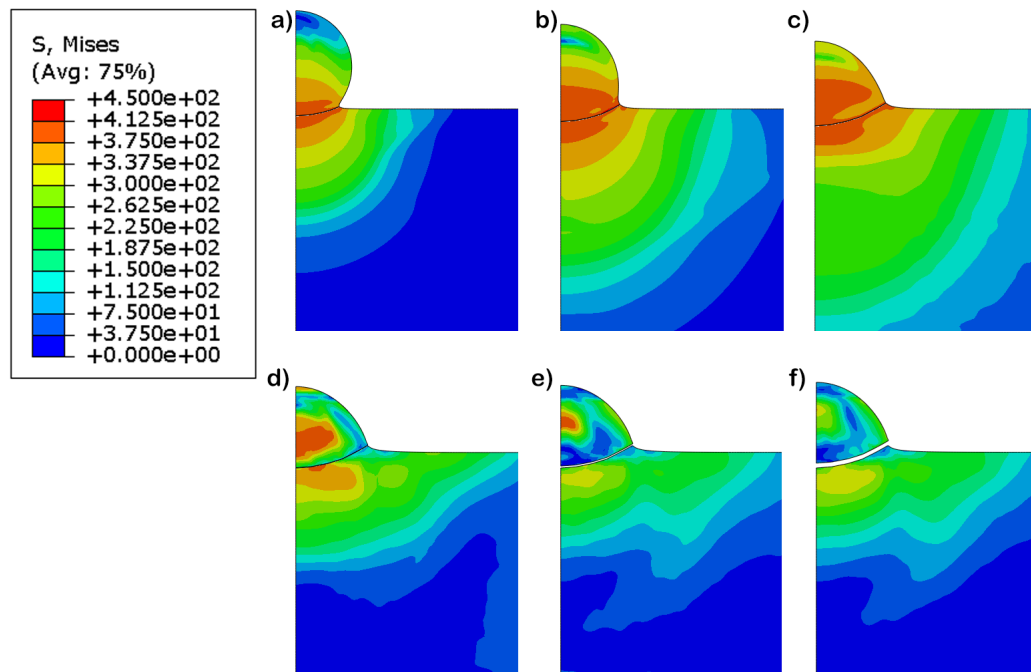 S, Mises
(Avg: 75%)
+4.500e+02
+4.125e+02
+3.750e+02
+3.375e+02
+3.000e+02
+2.625e+02
+2.250e+02
+1.875e+02
+1.500e+02
+1.125e+02
+7.500e+01
+3.750e+01
+0.000e+00
a)
b)
c)
d)
e)
f)